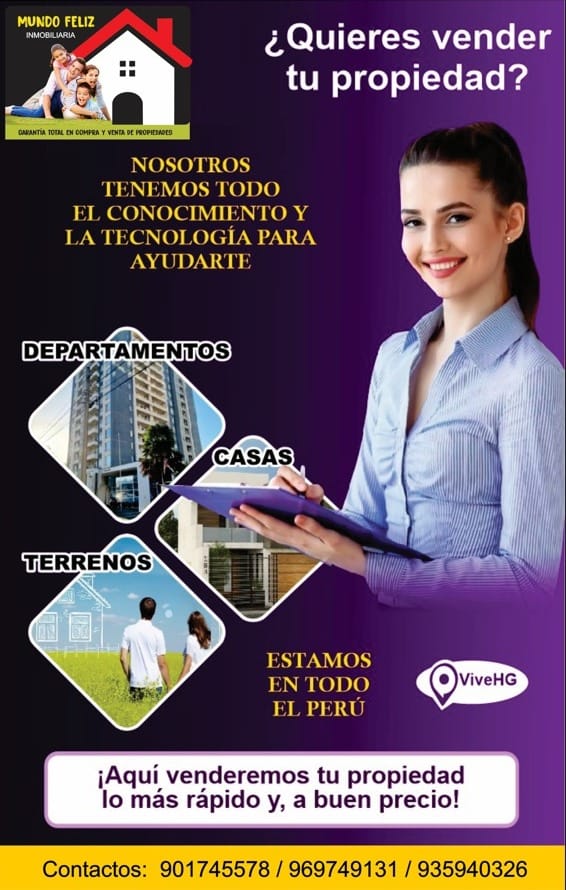 MUNDO FELIZ
INMOBILIARIA
GARANTÍA TOTAL EN COMPRA Y VENTA DE PROPIEDADES
¿Quieres vender
tu propiedad?
NOSOTROS
TENEMOS TODO
EL CONOCIMIENTO Y
LA TECNOLOGÍA PARA
AYUDARTE
DEPARTAMENTOS
CASAS
TERRENOS
ESTAMOS
EN TODO
EL PERÚ
ViveHG
¡Aquí venderemos tu propiedad
lo más rápido y, a buen precio!
Contactos: 901745578 / 969749131 / 935940326